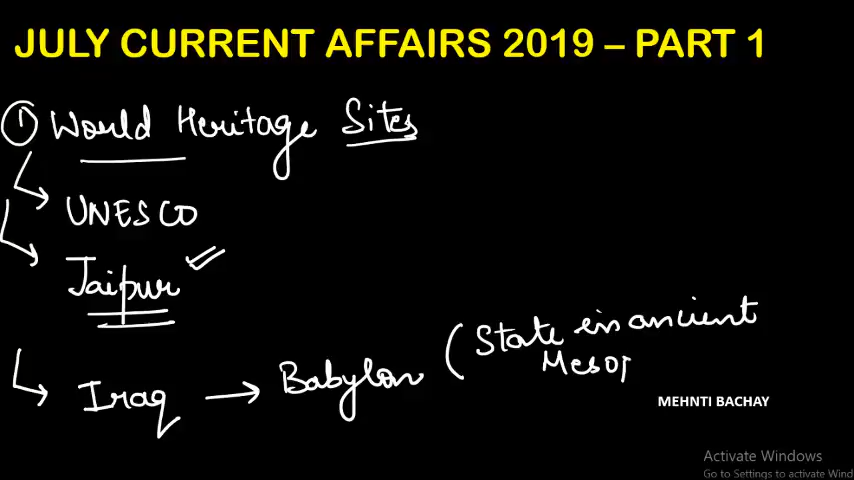 JULY CURRENT AFFAIRS 2019 – PART 1
① World Heritage Sites
UNESCO
Jaipur
Iraq → Babylon (State in ancient
Mesop
MEHNTI BACHAY
Activate Windows
Go to Settings to activate Wind